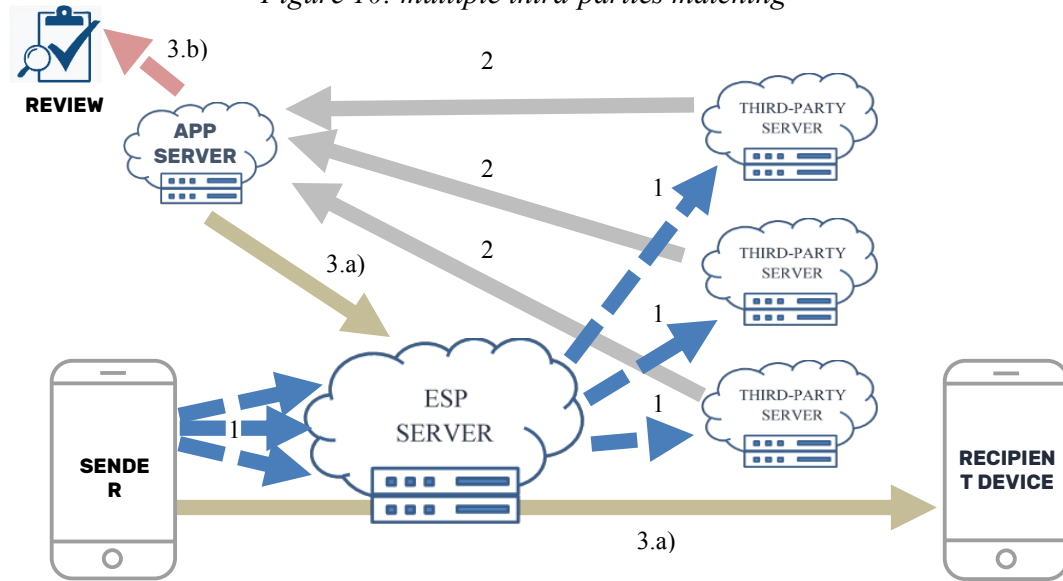 Figure 10: multiple third parties matching
3.b)
2
REVIEW
APP
SERVER
THIRD-PARTY
SERVER
2
1
3.a)
2
THIRD-PARTY
SERVER
1
ESP
SERVER
1
THIRD-PARTY
SERVER
1
SENDE
R
RECIPIEN
T DEVICE
3.a)